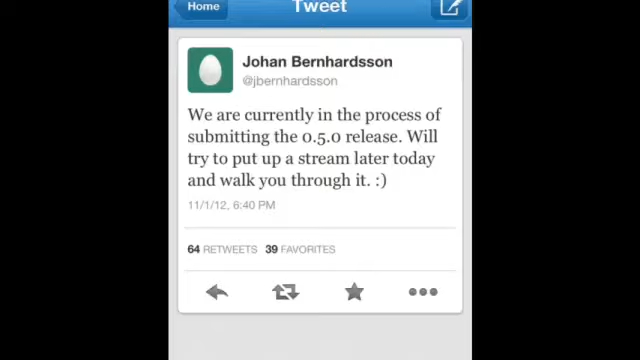 Home
Tweet
Johan Bernhardsson
@jbernhardsson
We are currently in the process of
submitting the 0.5.0 release. Will
try to put up a stream later today
and walk you through it. :)
11/1/12, 6:40 PM
64 RETWEETS 39 FAVORITES